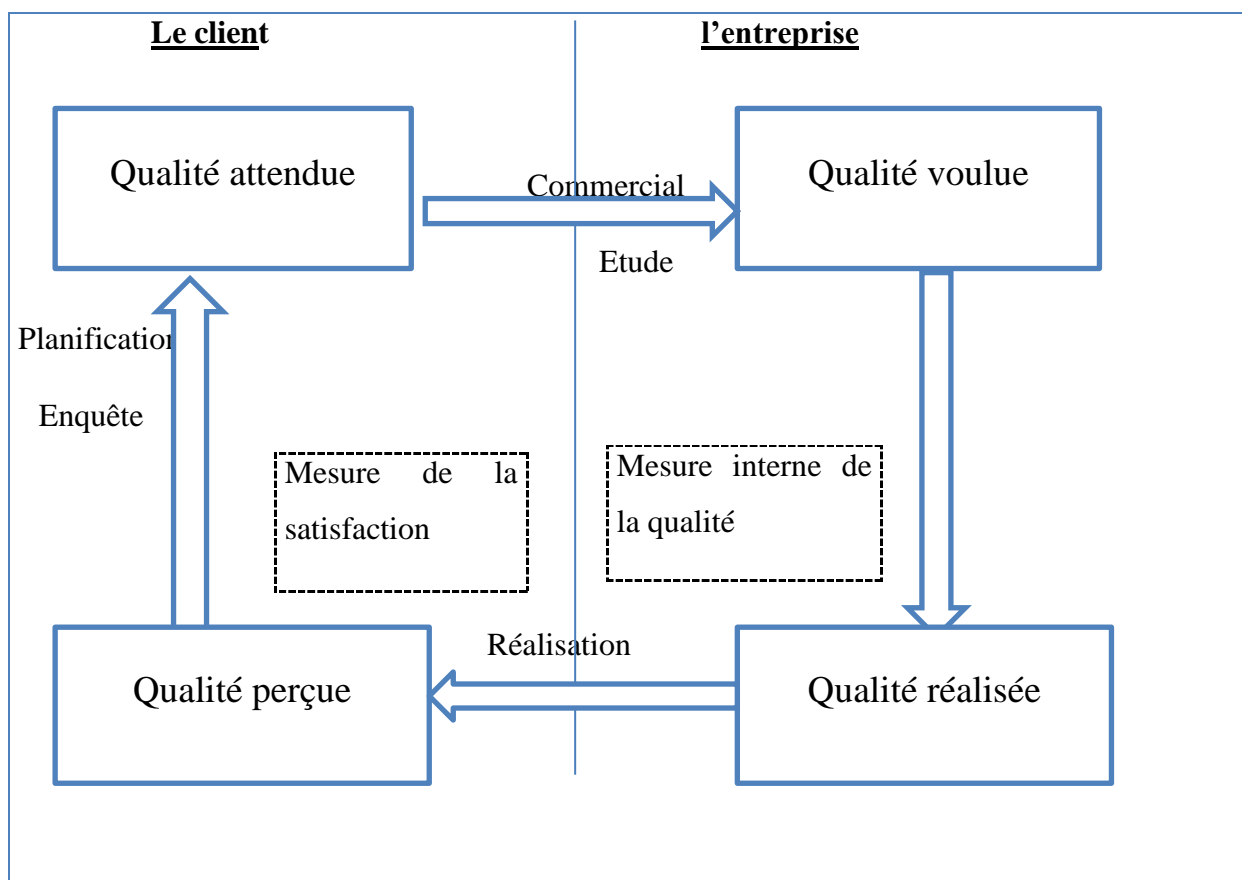 Le client
l'entreprise
Qualité attendue
Commercial
Qualité voulue
Etude
Planification
Enquête
Mesure de la
satisfaction
Mesure interne de
la qualité
Réalisation
Qualité perçue
Qualité réalisée